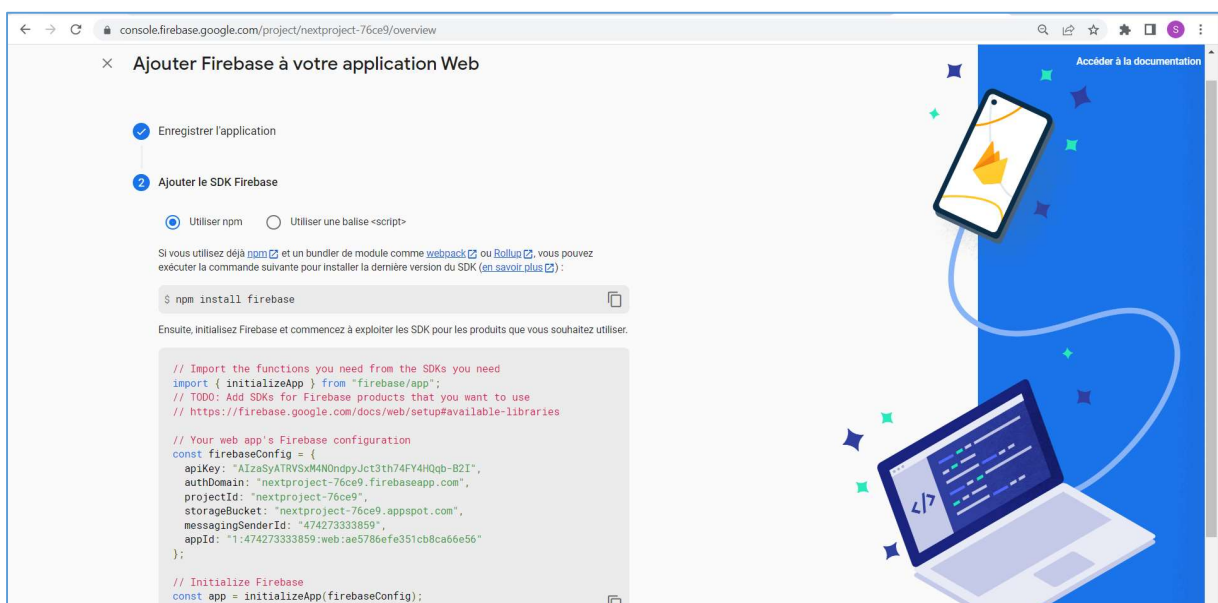 console.firebase.google.com/project/nextproject-76ce9/overview
S
Ajouter Firebase à votre application Web
Accéder à la documentation
Enregistrer l'application
2 Ajouter le SDK Firebase
Utiliser npm Utiliser une balise <script>
Si vous utilisez déjà npm et un bundler de module comme webpack ou Rollup, vous pouvez
exécuter la commande suivante pour installer la dernière version du SDK (en savoir plus) :
$ npm install firebase
Ensuite, initialisez Firebase et commencez à exploiter les SDK pour les produits que vous souhaitez utiliser.
// Import the functions you need from the SDKs you need
import { initializeApp } from "firebase/app";
// TODO: Add SDKs for Firebase products that you want to use
// https://firebase.google.com/docs/web/setup#available-libraries
// Your web app's Firebase configuration
const firebaseConfig = {
apiKey: "AIzaSyATRVSxM4NOndpyJct3th74FY4HQqb-B2I",
authDomain: "nextproject-76ce9.firebaseapp.com",
projectId: "nextproject-76ce9",
storageBucket: "nextproject-76ce9.appspot.com",
messagingSenderId: "474273333859",
appId: "1:474273333859:web:ae5786efe351cb8ca66e56"
};
// Initialize Firebase
const app = initializeApp(firebaseConfig);
</>